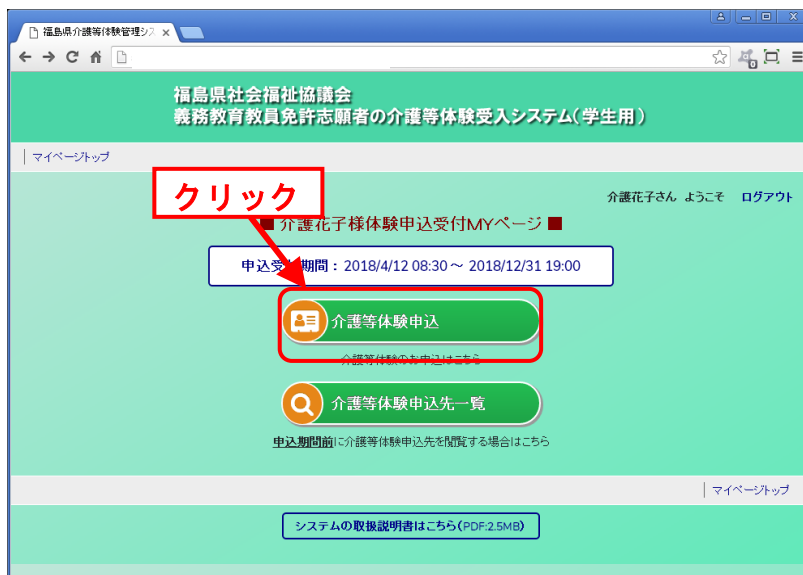 福島県介護等体験管理シス
福島県社会福祉協議会
義務教育教員免許志願者の介護等体験受入システム(学生用)
マイページトップ
クリック
介護花子さん ようこそ ログアウト
■ 介護花子様体験申込受付MYページ ■
申込受付期間：2018/4/12 08:30～ 2018/12/31 19:00
介護等体験申込
介護等体験のお申込はこちら
介護等体験申込先一覧
申込期間前に介護等体験申込先を閲覧する場合はこちら
マイページトップ
システムの取扱説明書はこちら(PDF:2.5MB)